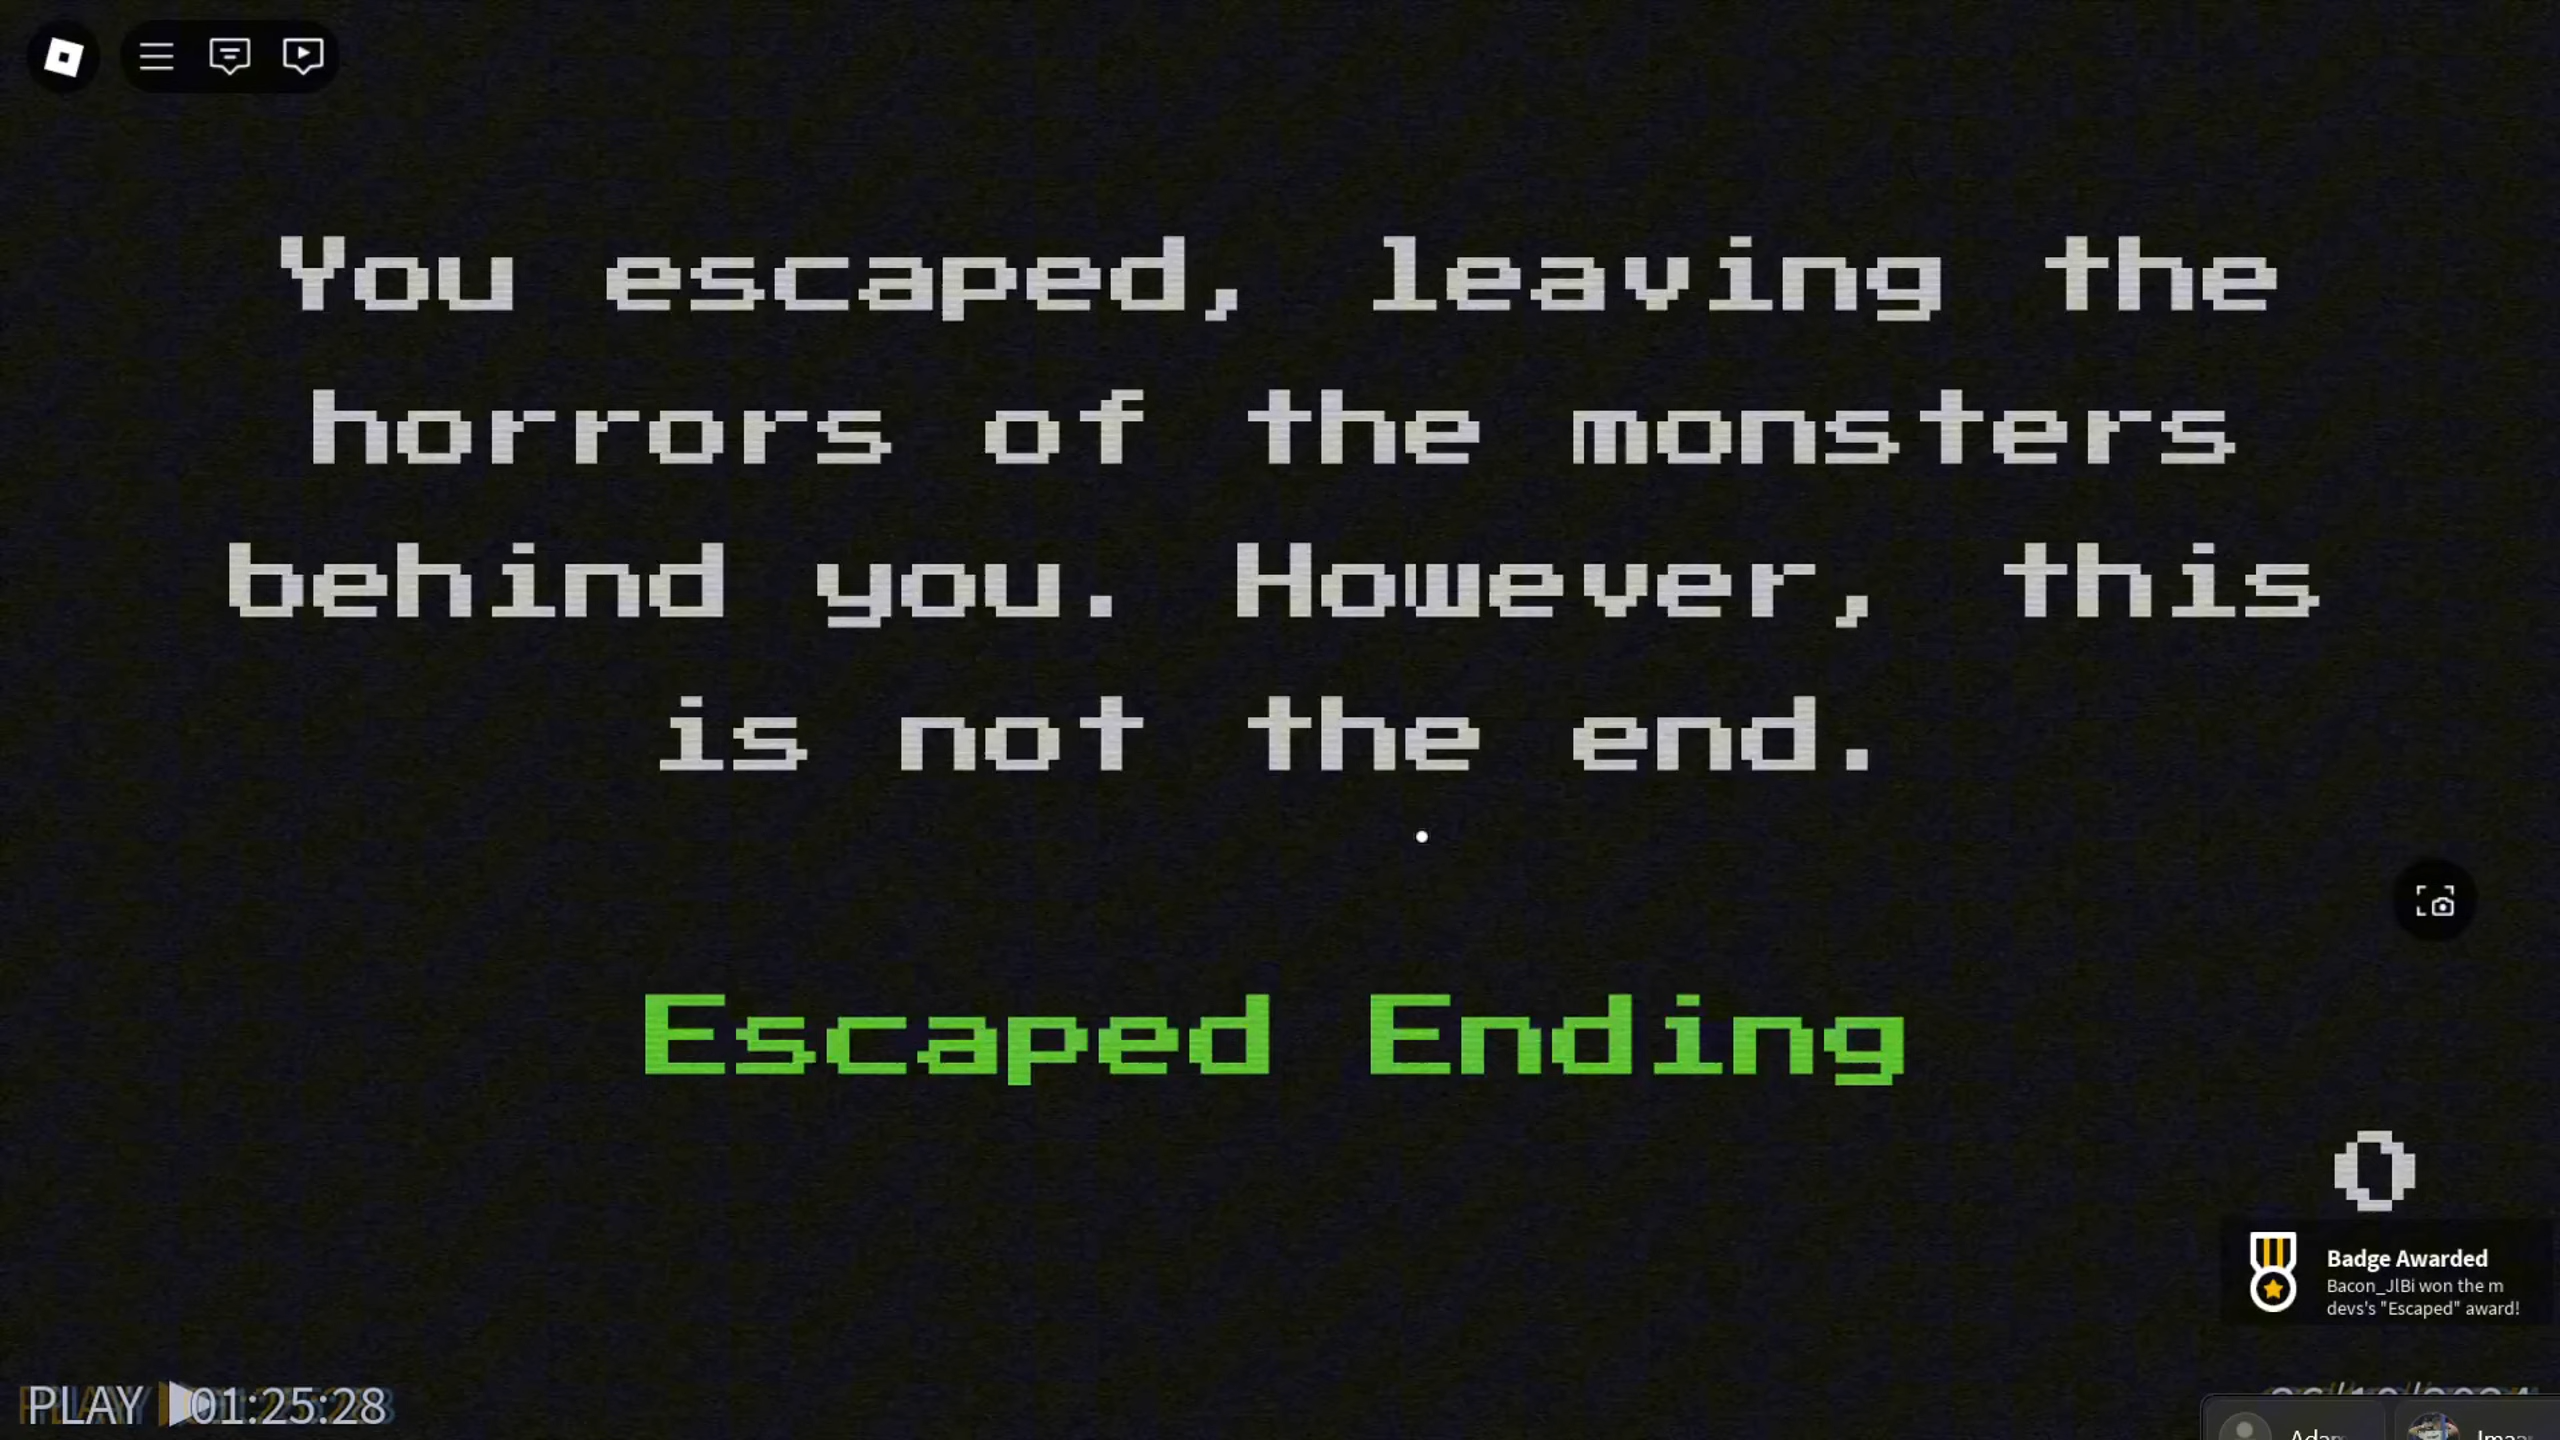 You escaped, leaving the
horrors of the monsters
behind you. However, this
is not the end.
Escaped Ending
0
Badge Awarded
Bacon_JlBi won the m
devs's "Escaped" award!
PLAY 01:25:28